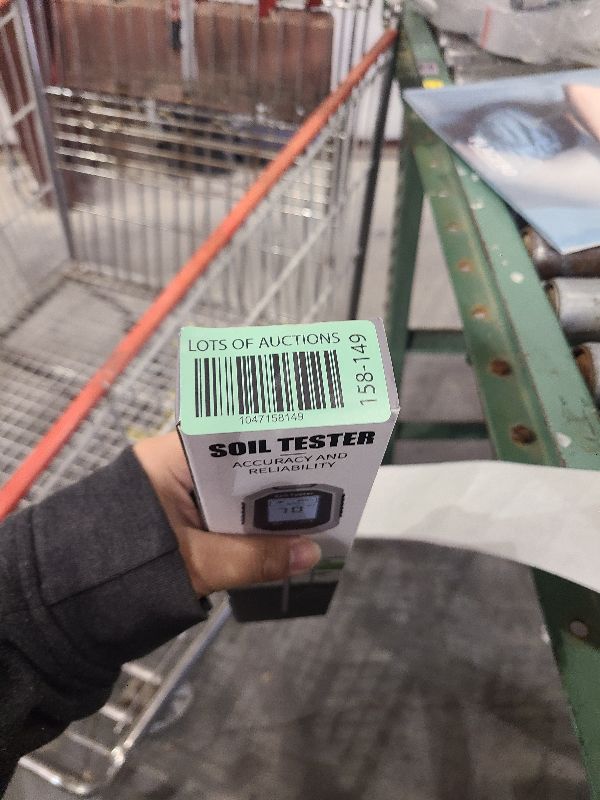 LOTS OF AUCTIONS
158-149
1047158149
SOIL TESTER
ACCURACY AND
RELIABILITY